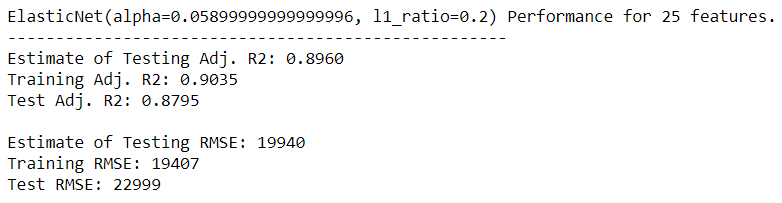 ElasticNet(alpha=0.05899999999999996, l1_ratio=0.2) Performance for 25 features.
--------------------------------------------------
Estimate of Testing Adj. R2: 0.8960
Training Adj. R2: 0.9035
Test Adj. R2: 0.8795

Estimate of Testing RMSE: 19940
Training RMSE: 19407
Test RMSE: 22999